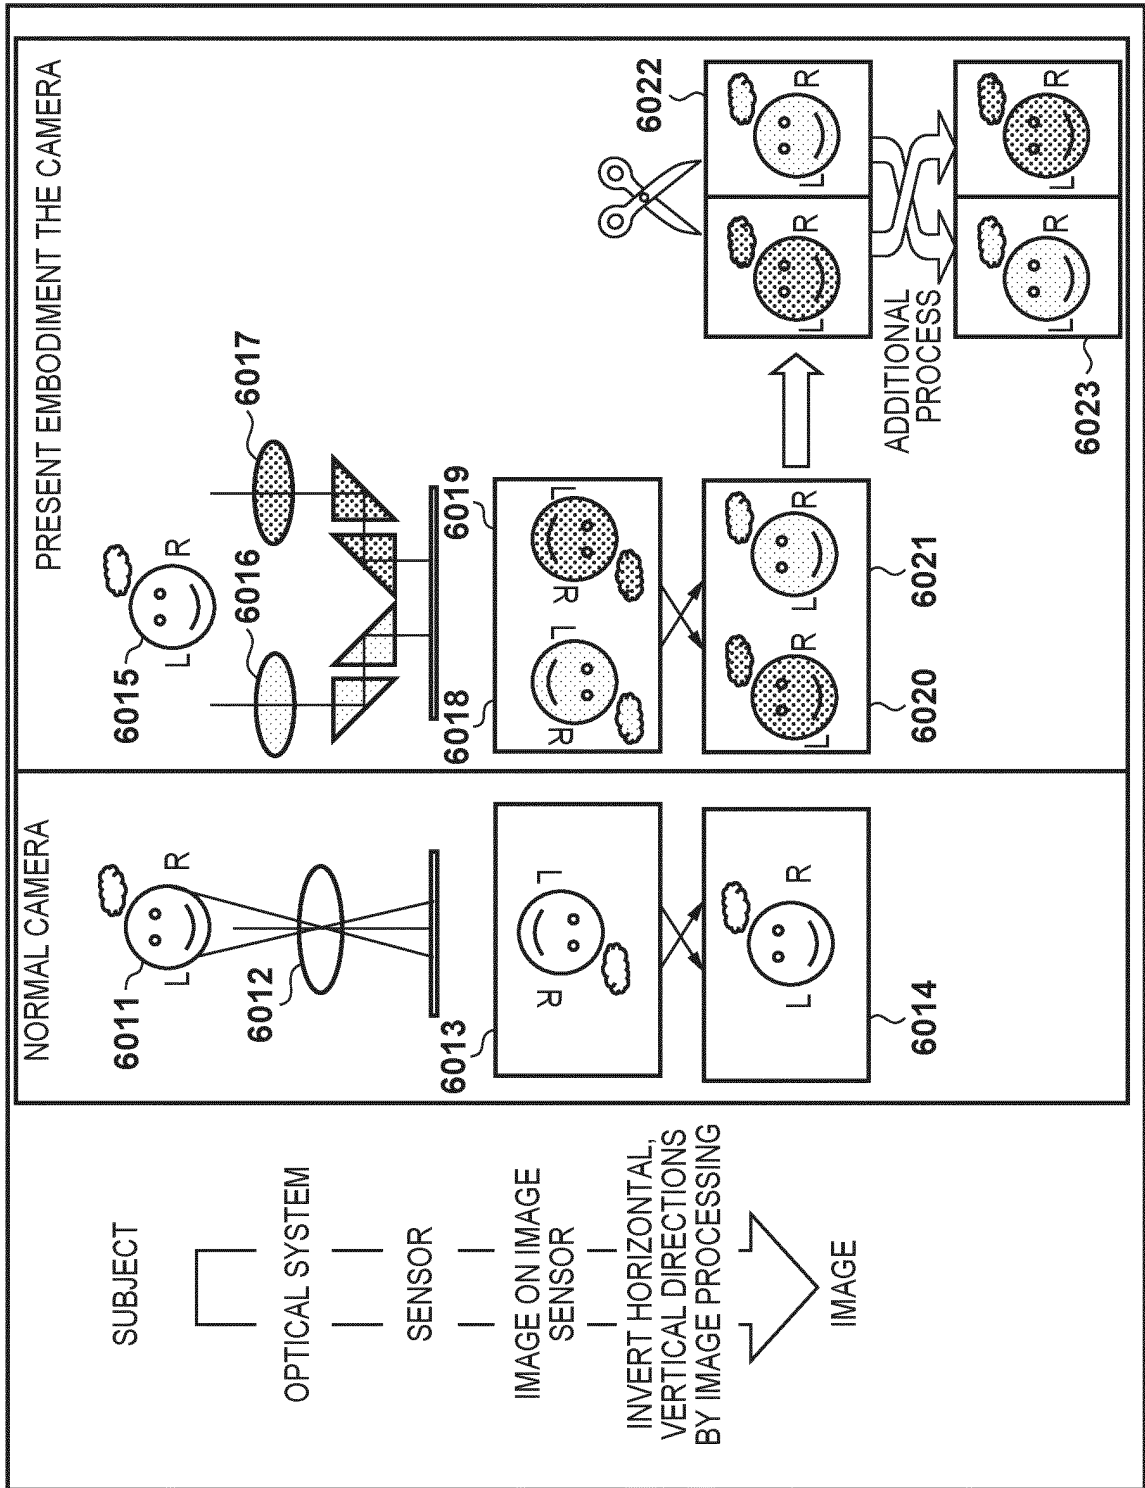 SUBJECT
OPTICAL SYSTEM
SENSOR
IMAGE ON IMAGE
SENSOR
INVERT HORIZONTAL,
VERTICAL DIRECTIONS
BY IMAGE PROCESSING
IMAGE
NORMAL CAMERA
6011
L
R
6012
6013
R
L
L
R
6014
PRESENT EMBODIMENT THE CAMERA
6015
L
R
6016
6017
6018
6019
R
L
R
L
L
R
L
R
6020
6021
6022
L
R
L
R
ADDITIONAL
PROCESS
L
R
L
R
6023